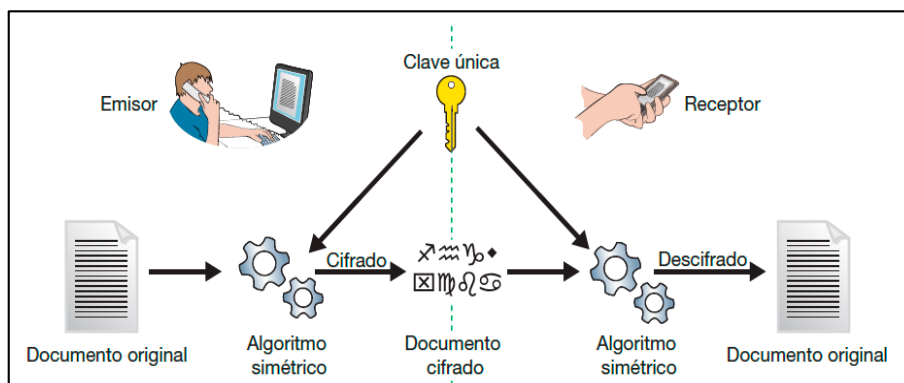 Clave única
Emisor
Receptor
Cifrado
Descifrado
Documento original
Algoritmo
simétrico
Documento
cifrado
Algoritmo
simétrico
Documento original